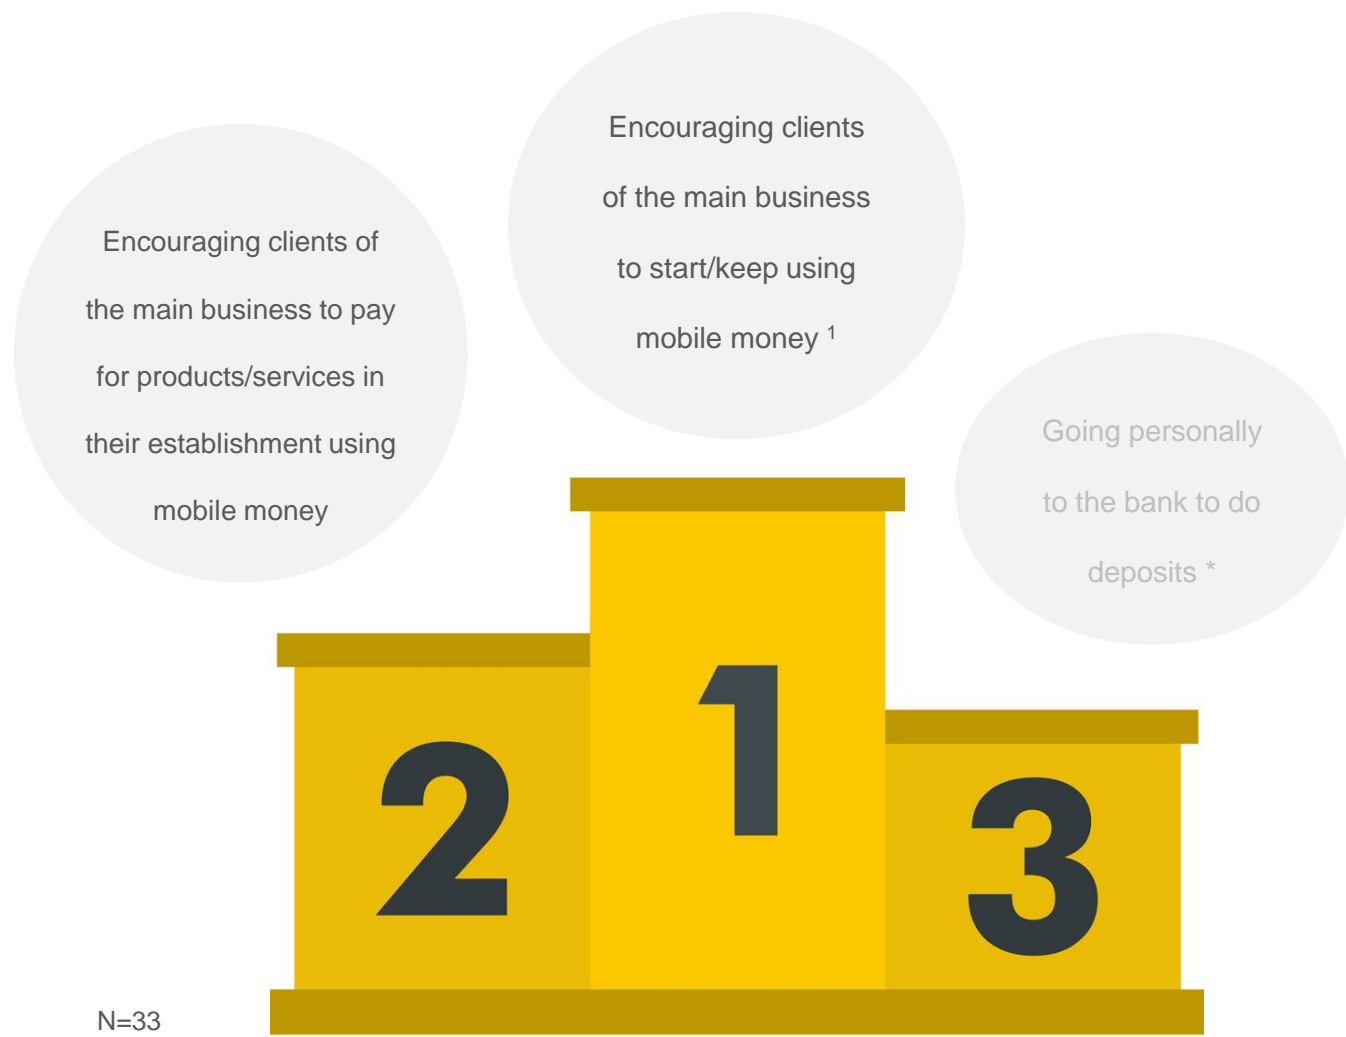 Encouraging clients of
the main business to pay
for products/services in
their establishment using
mobile money
Encouraging clients
of the main business
to start/keep using
mobile money ¹
Going personally
to the bank to do
deposits *
2
1
3
N=33